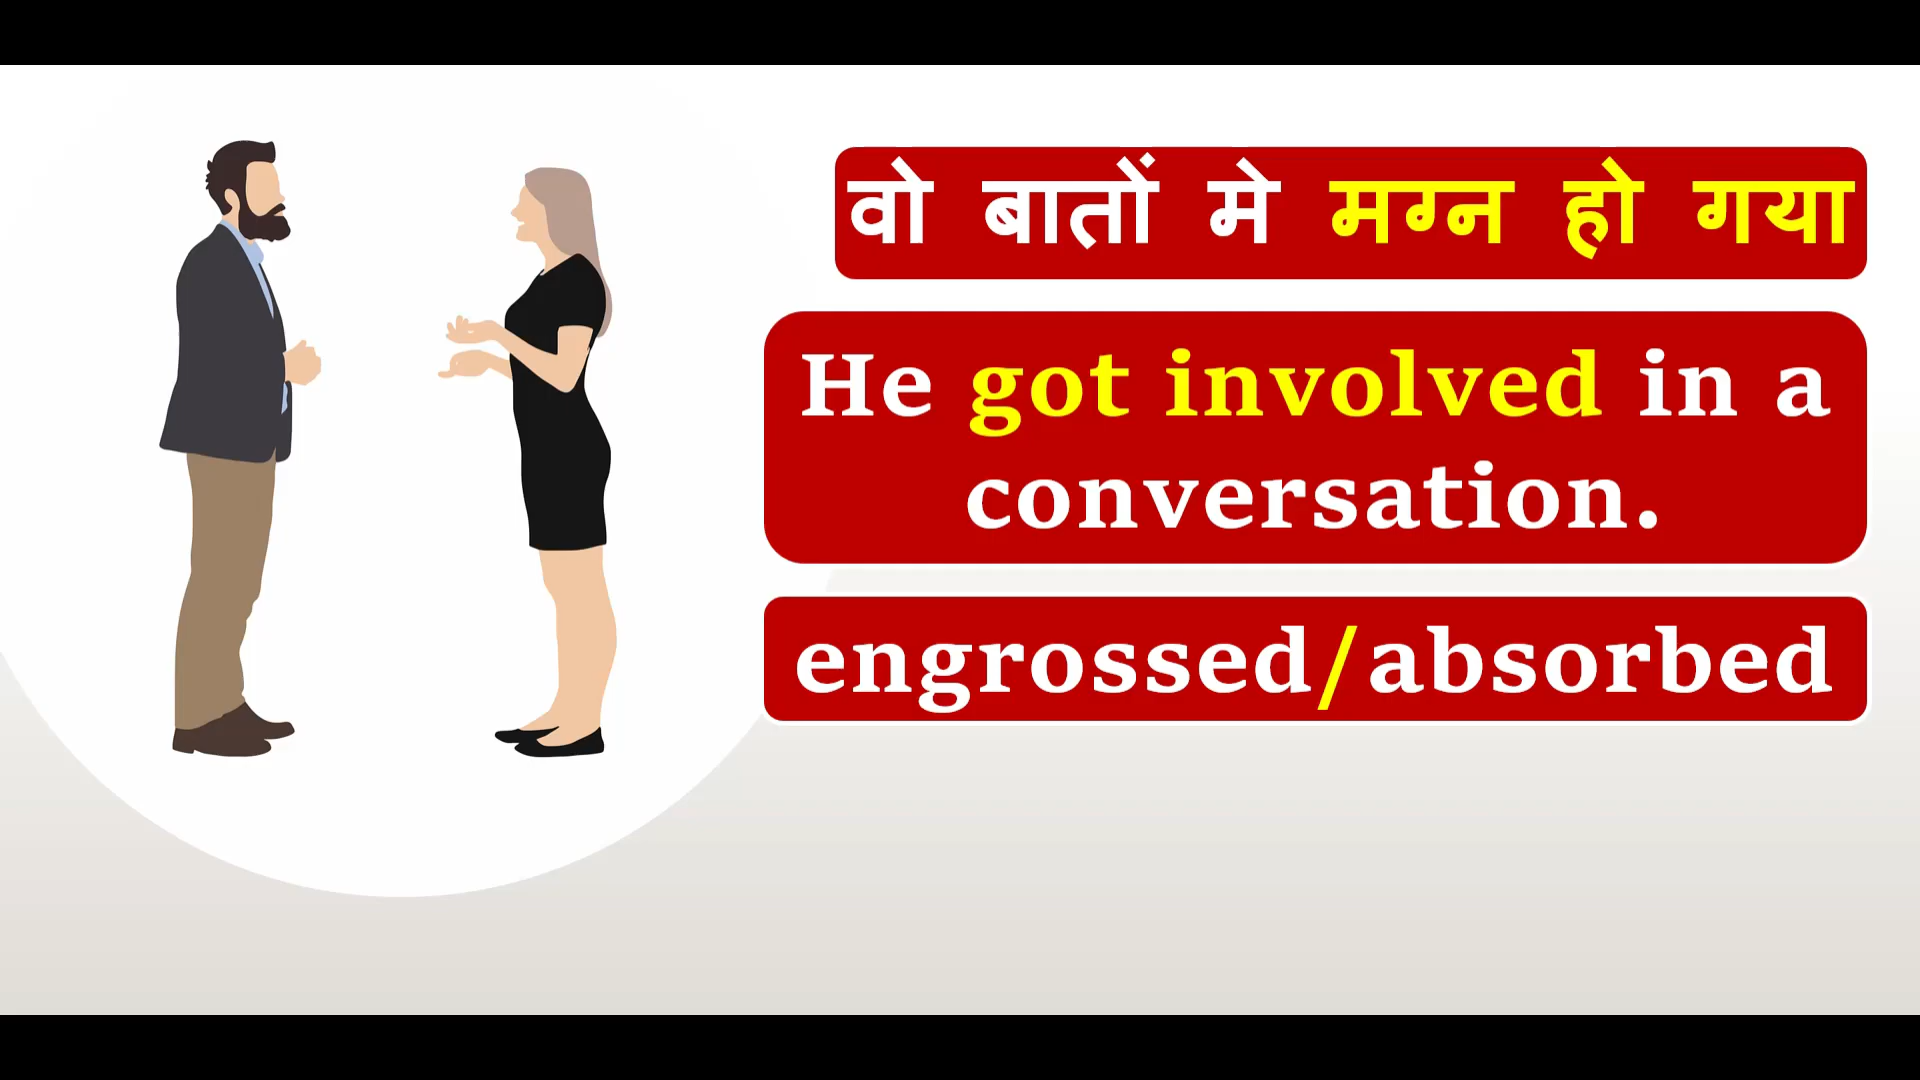 वो बातों मे मग्न हो गया
He got involved in a
conversation.
engrossed/absorbed